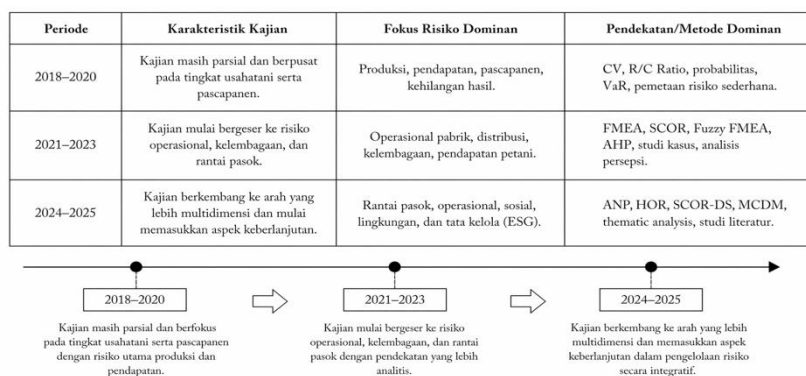 Periode
Karakteristik Kajian
Fokus Risiko Dominan
Pendekatan/Metode Dominan
2018–2020
Kajian masih parsial dan berpusat
pada tingkat usahatani serta
pascapanen.
Produksi, pendapatan, pascapanen,
kehilangan hasil.
CV, R/C Ratio, probabilitas,
VaR, pemetaan risiko sederhana.
2021–2023
Kajian mulai bergeser ke risiko
operasional, kelembagaan, dan
rantai pasok.
Operasional pabrik, distribusi,
kelembagaan, pendapatan petani.
FMEA, SCOR, Fuzzy FMEA,
AHP, studi kasus, analisis
persepsi.
2024–2025
Kajian berkembang ke arah yang
lebih multidimensi dan mulai
memasukkan aspek keberlanjutan.
Rantai pasok, operasional, sosial,
lingkungan, dan tata kelola (ESG).
ANP, HOR, SCOR-DS, MCDM,
thematic analysis, studi literatur.
2018–2020
Kajian masih parsial dan berfokus
pada tingkat usahatani serta pascapanen
dengan risiko utama produksi dan
pendapatan.
2021–2023
Kajian mulai bergeser ke risiko
operasional, kelembagaan, dan rantai
pasok dengan pendekatan yang lebih
analitis.
2024–2025
Kajian berkembang ke arah yang lebih
multidimensi dan memasukkan aspek
keberlanjutan dalam pengelolaan risiko
secara integratif.